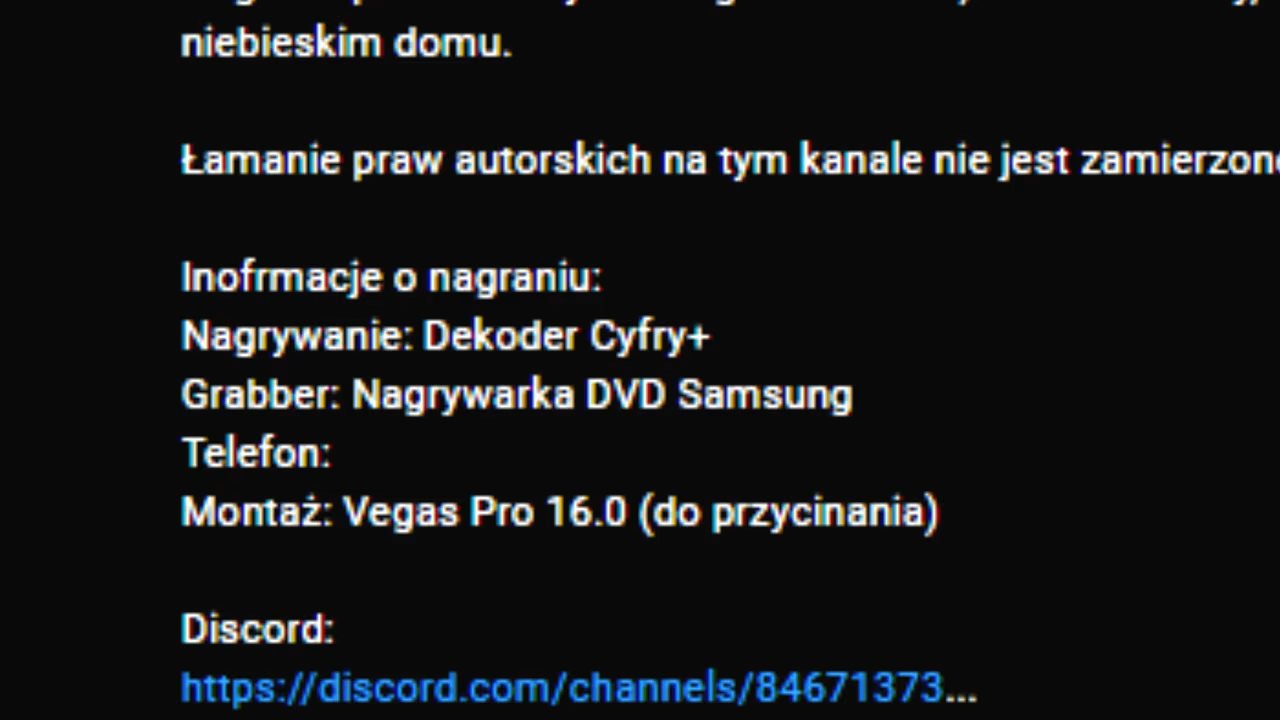 niebieskim domu.
Łamanie praw autorskich na tym kanale nie jest
Inofrmacje o nagraniu:
Nagrywanie: Dekoder Cyfry+
Grabber: Nagrywarka DVD Samsung
Telefon:
Montaż: Vegas Pro 16.0 (do przycinania)
Discord:
https://discord.com/channels/84671373...